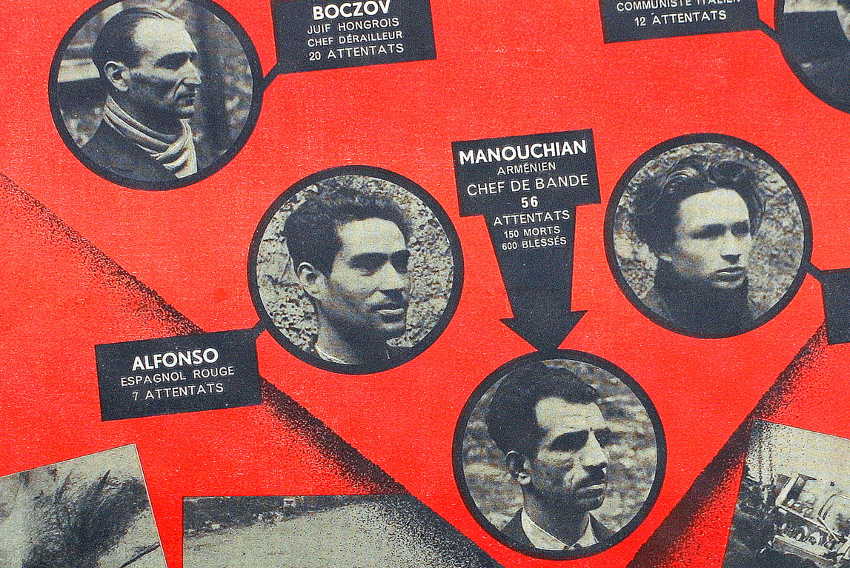 BOCZOV
JUIF HONGROIS
CHEF DÉRAILLEUR
20 ATTENTATS
COMMUNISTE ITALIEN
12 ATTENTATS
MANOUCHIAN
ARMÉNIEN
CHEF DE BANDE
56
ATTENTATS
150 MORTS
600 BLESSÉS
ALFONSO
ESPAGNOL ROUGE
7 ATTENTATS